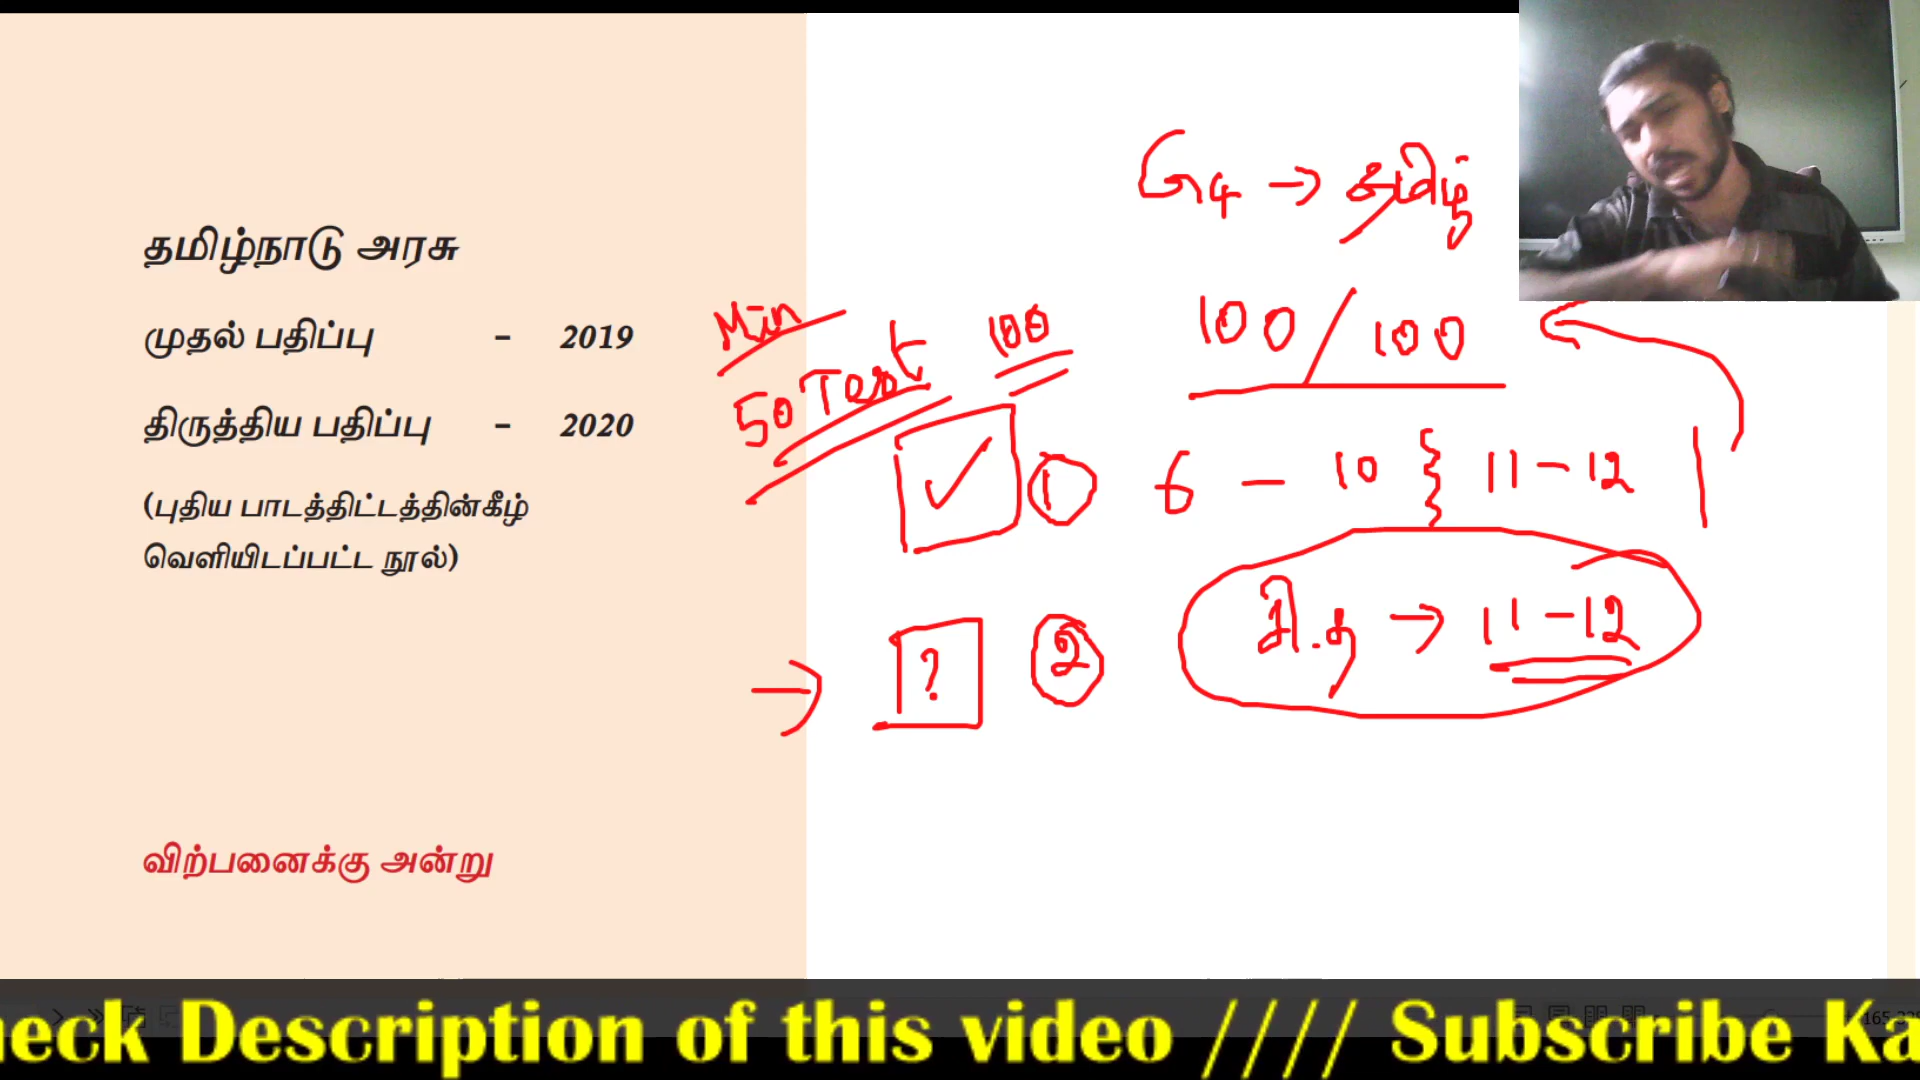 தமிழ்நாடு அரசு
முதல் பதிப்பு - 2019
திருத்திய பதிப்பு - 2020
(புதிய பாடத்திட்டத்தின்கீழ்
வெளியிடப்பட்ட நூல்)
விற்பனைக்கு அன்று
G4 → தமிழ்
Min
50 Test 100
100/100
✓ 1 6 - 10 } 11-12
→ ? 2 சி.த → 11-12
heck Description of this video //// Subscribe Ka